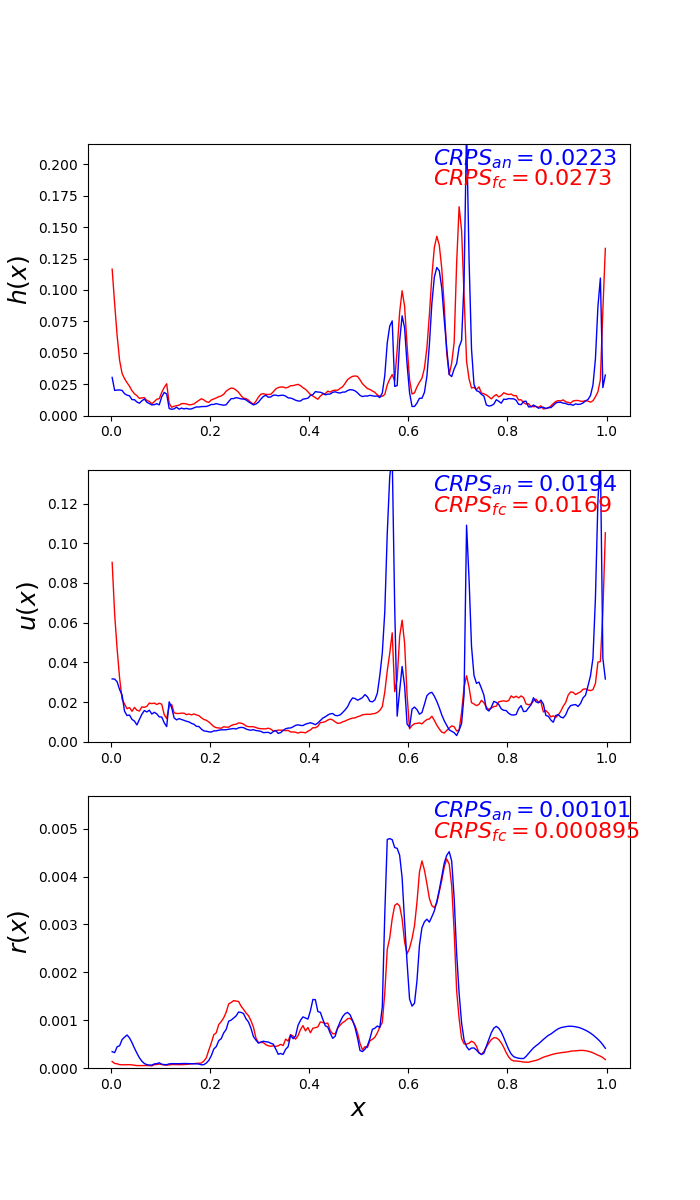 CRPS_an = 0.0223
CRPS_fc = 0.0273
h(x)
0.200
0.175
0.150
0.125
0.100
0.075
0.050
0.025
0.000
0.0 0.2 0.4 0.6 0.8 1.0
CRPS_an = 0.0194
CRPS_fc = 0.0169
u(x)
0.12
0.10
0.08
0.06
0.04
0.02
0.00
0.0 0.2 0.4 0.6 0.8 1.0
CRPS_an = 0.00101
CRPS_fc = 0.000895
r(x)
0.005
0.004
0.003
0.002
0.001
0.000
0.0 0.2 0.4 0.6 0.8 1.0
x